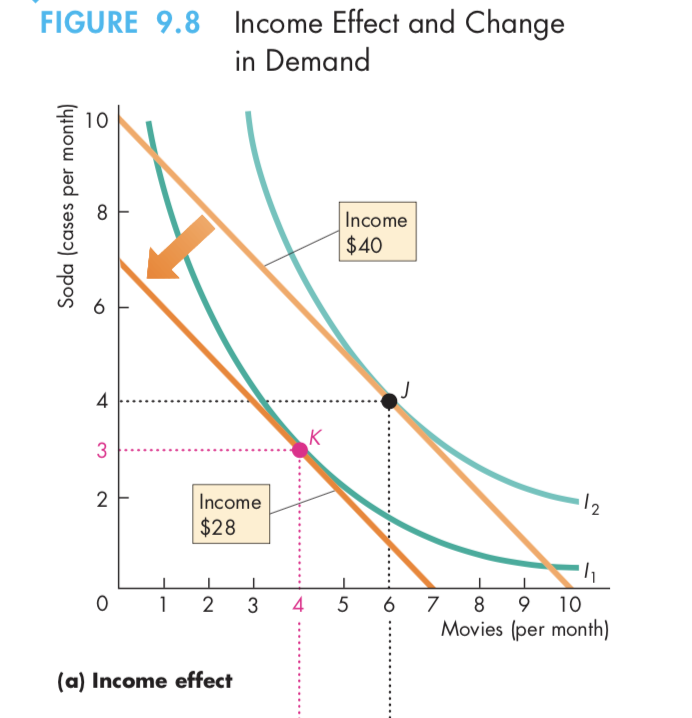 FIGURE 9.8 Income Effect and Change
in Demand
Soda (cases per month)
10
8
6
4
3
2
0
Income
$40
J
K
Income
$28
I2
I1
1 2 3 4 5 6 7 8 9 10
Movies (per month)
(a) Income effect